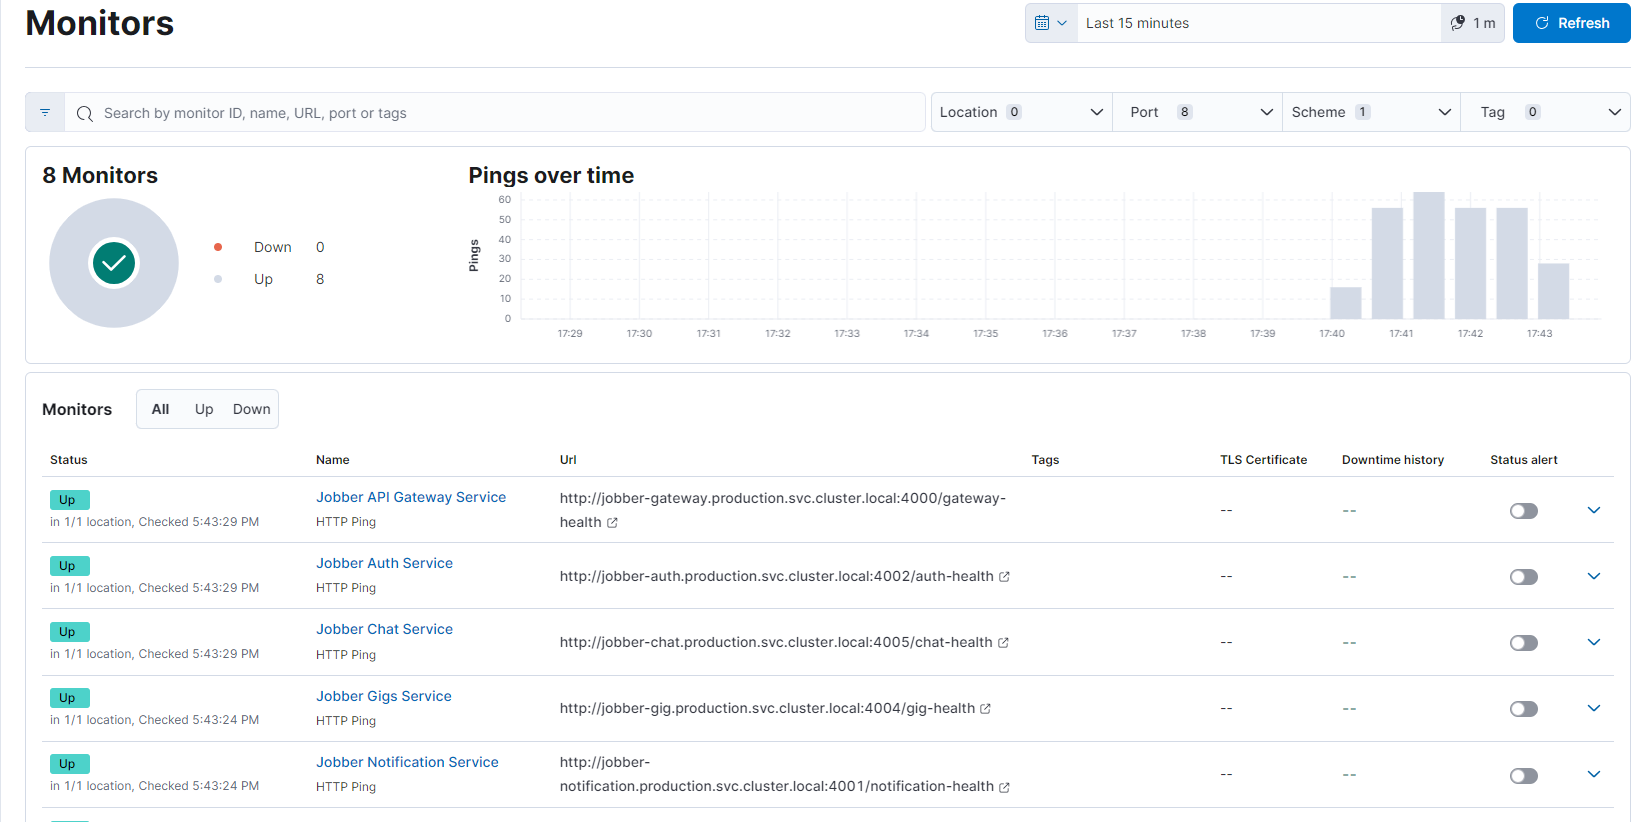 Monitors
Last 15 minutes
1 m
Refresh
Search by monitor ID, name, URL, port or tags
Location 0
Port 8
Scheme 1
Tag 0
8 Monitors
Down 0
Up 8
Pings over time
Pings
60
50
40
30
20
10
0
17:29 17:30 17:31 17:32 17:33 17:34 17:35 17:36 17:37 17:38 17:39 17:40 17:41 17:42 17:43
Monitors
All Up Down
Status Name Url Tags TLS Certificate Downtime history Status alert
Up
in 1/1 location, Checked 5:43:29 PM
Jobber API Gateway Service
HTTP Ping
http://jobber-gateway.production.svc.cluster.local:4000/gateway-
health
-- --
Up
in 1/1 location, Checked 5:43:29 PM
Jobber Auth Service
HTTP Ping
http://jobber-auth.production.svc.cluster.local:4002/auth-health
-- --
Up
in 1/1 location, Checked 5:43:29 PM
Jobber Chat Service
HTTP Ping
http://jobber-chat.production.svc.cluster.local:4005/chat-health
-- --
Up
in 1/1 location, Checked 5:43:24 PM
Jobber Gigs Service
HTTP Ping
http://jobber-gig.production.svc.cluster.local:4004/gig-health
-- --
Up
in 1/1 location, Checked 5:43:24 PM
Jobber Notification Service
HTTP Ping
http://jobber-
notification.production.svc.cluster.local:4001/notification-health
-- --